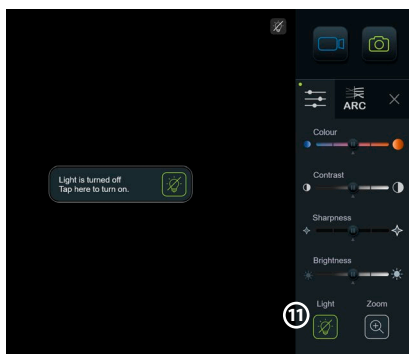 ARC
Colour
Light is turned off
Tap here to turn on.
Contrast
Sharpness
Brightness
Light Zoom
11